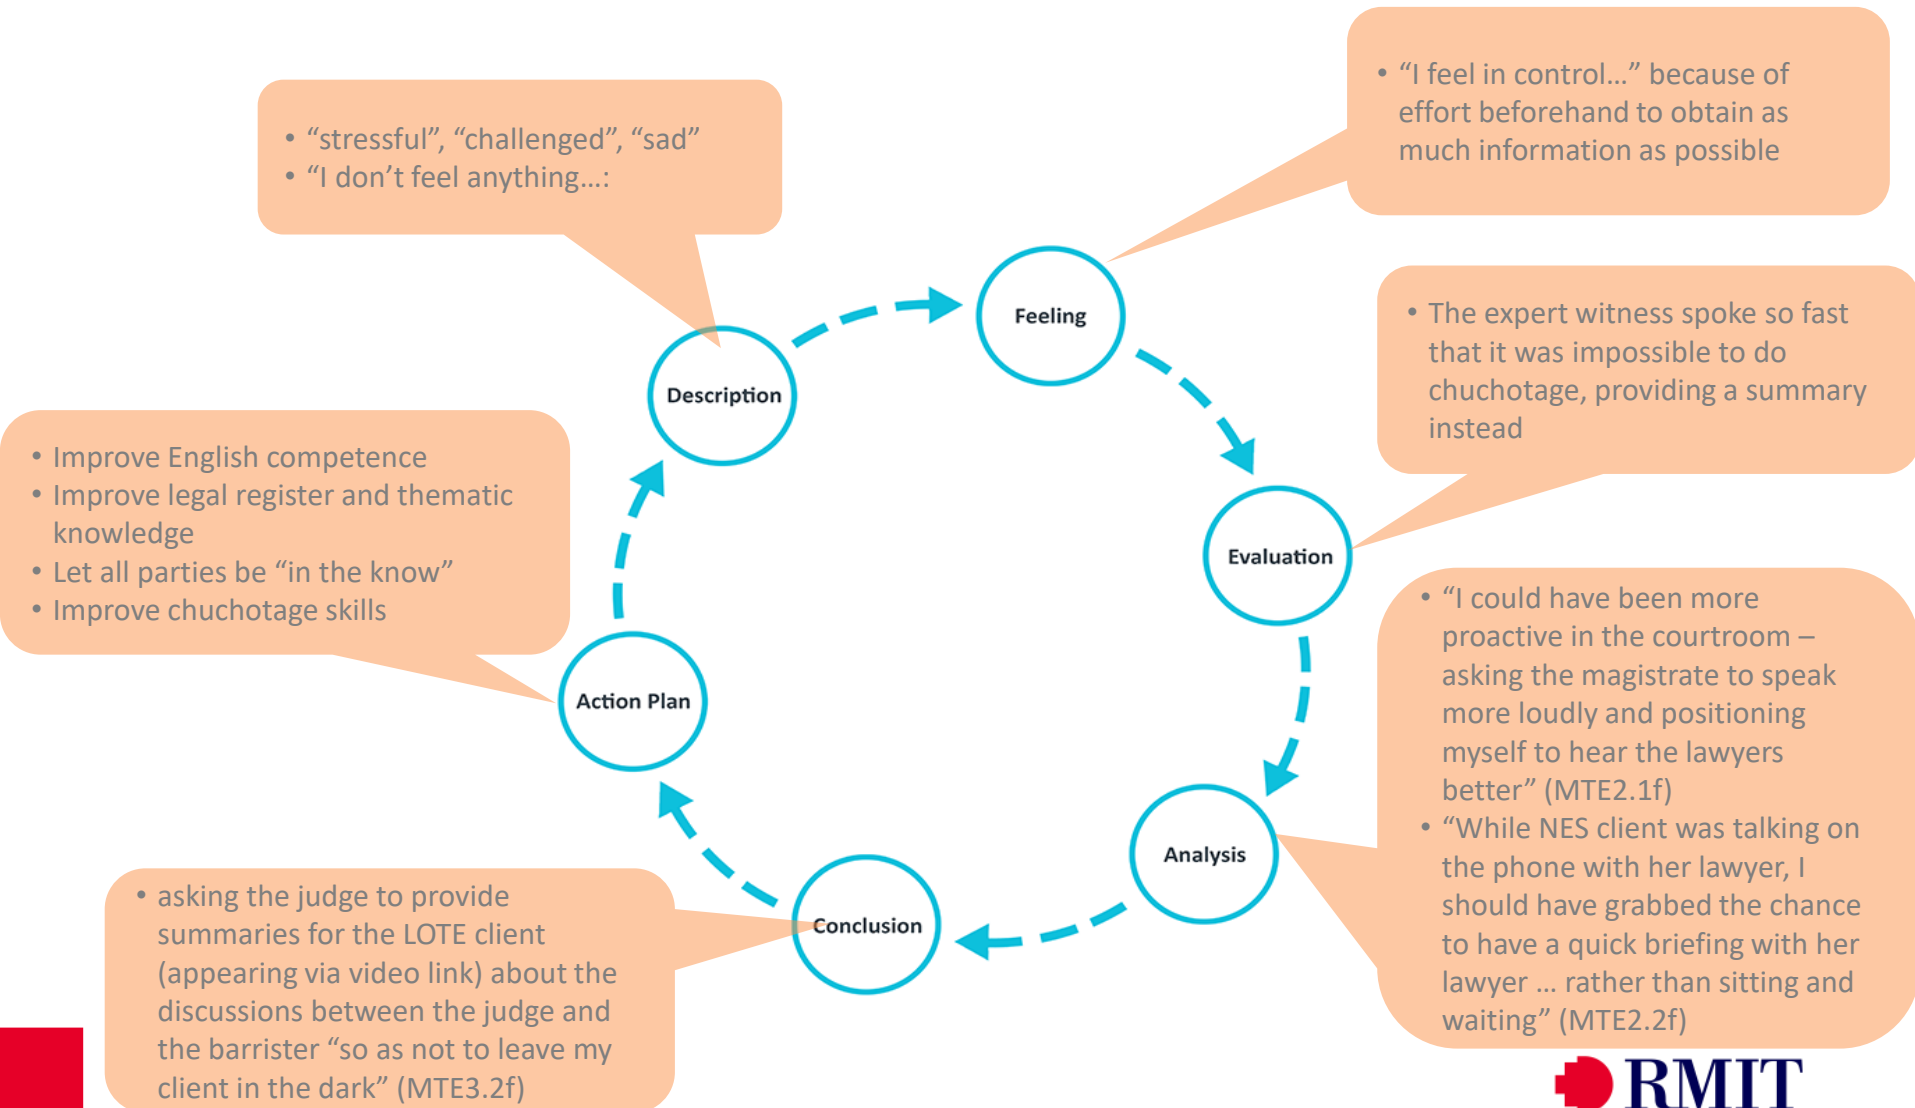 • “stressful”, “challenged”, “sad”
• “I don’t feel anything…:
• “I feel in control…” because of
effort beforehand to obtain as
much information as possible
Feeling
• The expert witness spoke so fast
that it was impossible to do
chuchotage, providing a summary
instead
Description
Evaluation
• Improve English competence
• Improve legal register and thematic
knowledge
• Let all parties be “in the know”
• Improve chuchotage skills
Action Plan
• “I could have been more
proactive in the courtroom –
asking the magistrate to speak
more loudly and positioning
myself to hear the lawyers
better” (MTE2.1f)
• “While NES client was talking on
the phone with her lawyer, I
should have grabbed the chance
to have a quick briefing with her
lawyer … rather than sitting and
waiting” (MTE2.2f)
Analysis
Conclusion
• asking the judge to provide
summaries for the LOTE client
(appearing via video link) about the
discussions between the judge and
the barrister “so as not to leave my
client in the dark” (MTE3.2f)
RMIT